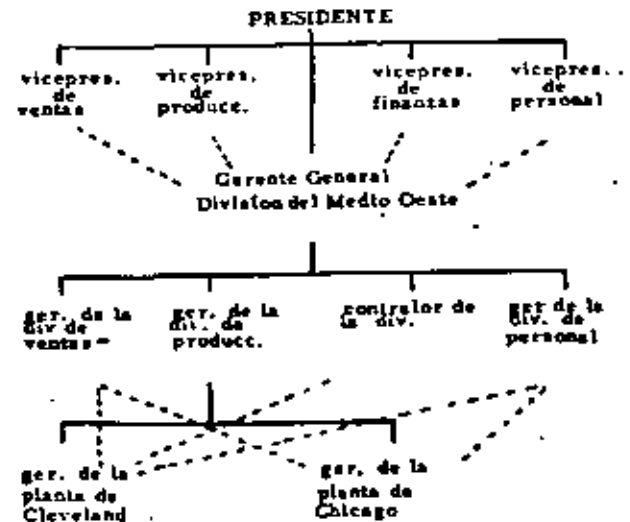 PRESIDENTE
vicepres.
de
ventas
vicepres.
de
producc.
vicepres.
de
finanzas
vicepres.
de
personal
Gerente General
Division del Medio Oeste
ger. de la
div de
ventas
ger. de la
div. de
producc.
contralor de
la div.
ger de la
div. de
personal
ger. de la
planta de
Cleveland
ger. de la
planta de
Chicago